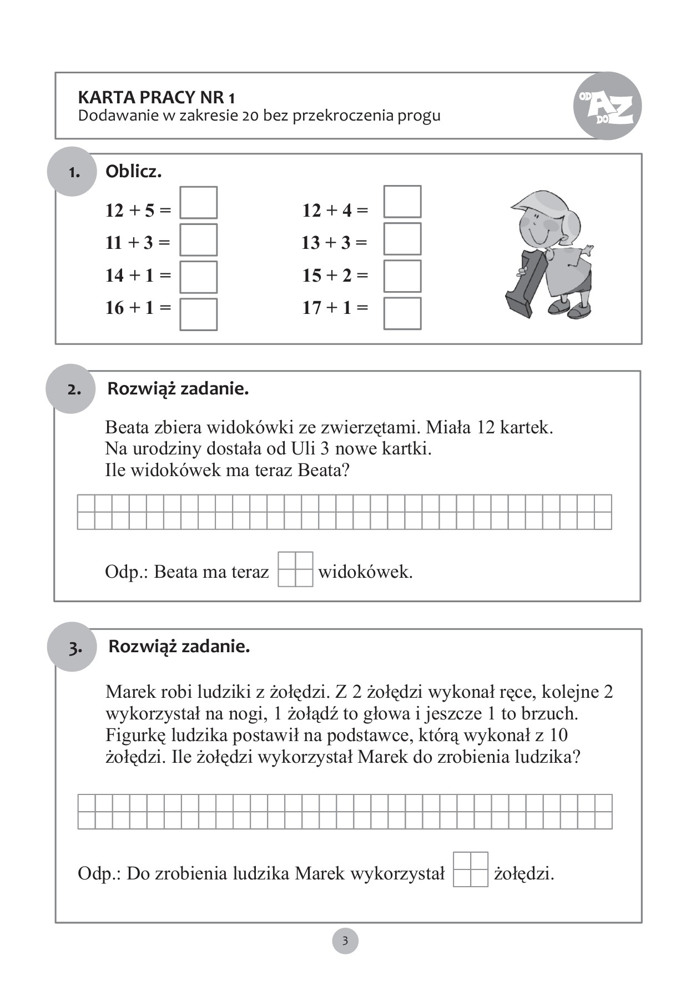 KARTA PRACY NR 1
Dodawanie w zakresie 20 bez przekroczenia progu
OD A DO Z
1. Oblicz.
12 + 5 = 12 + 4 =
11 + 3 = 13 + 3 =
14 + 1 = 15 + 2 =
16 + 1 = 17 + 1 =
2. Rozwiąż zadanie.
Beata zbiera widokówki ze zwierzętami. Miała 12 kartek.
Na urodziny dostała od Uli 3 nowe kartki.
Ile widokówek ma teraz Beata?
Odp.: Beata ma teraz widokówek.
3. Rozwiąż zadanie.
Marek robi ludziki z żołędzi. Z 2 żołędzi wykonał ręce, kolejne 2
wykorzystał na nogi, 1 żołądź to głowa i jeszcze 1 to brzuch.
Figurkę ludzika postawił na podstawce, którą wykonał z 10
żołędzi. Ile żołędzi wykorzystał Marek do zrobienia ludzika?
Odp.: Do zrobienia ludzika Marek wykorzystał żołędzi.
3